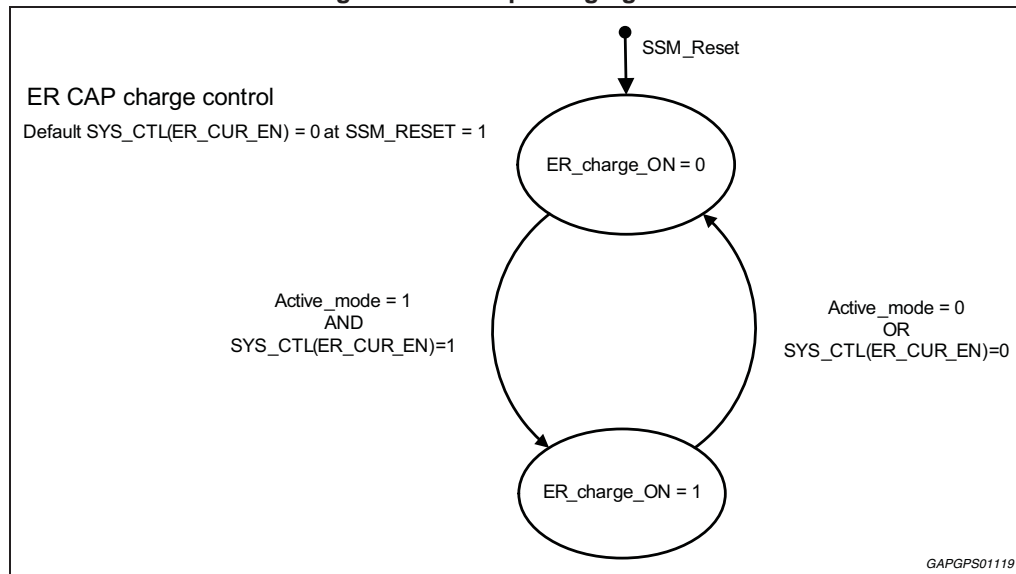 SSM_Reset
ER CAP charge control
Default SYS_CTL(ER_CUR_EN) = 0 at SSM_RESET = 1
ER_charge_ON = 0
Active_mode = 1
AND
SYS_CTL(ER_CUR_EN)=1
Active_mode = 0
OR
SYS_CTL(ER_CUR_EN)=0
ER_charge_ON = 1
GAPGPS01119